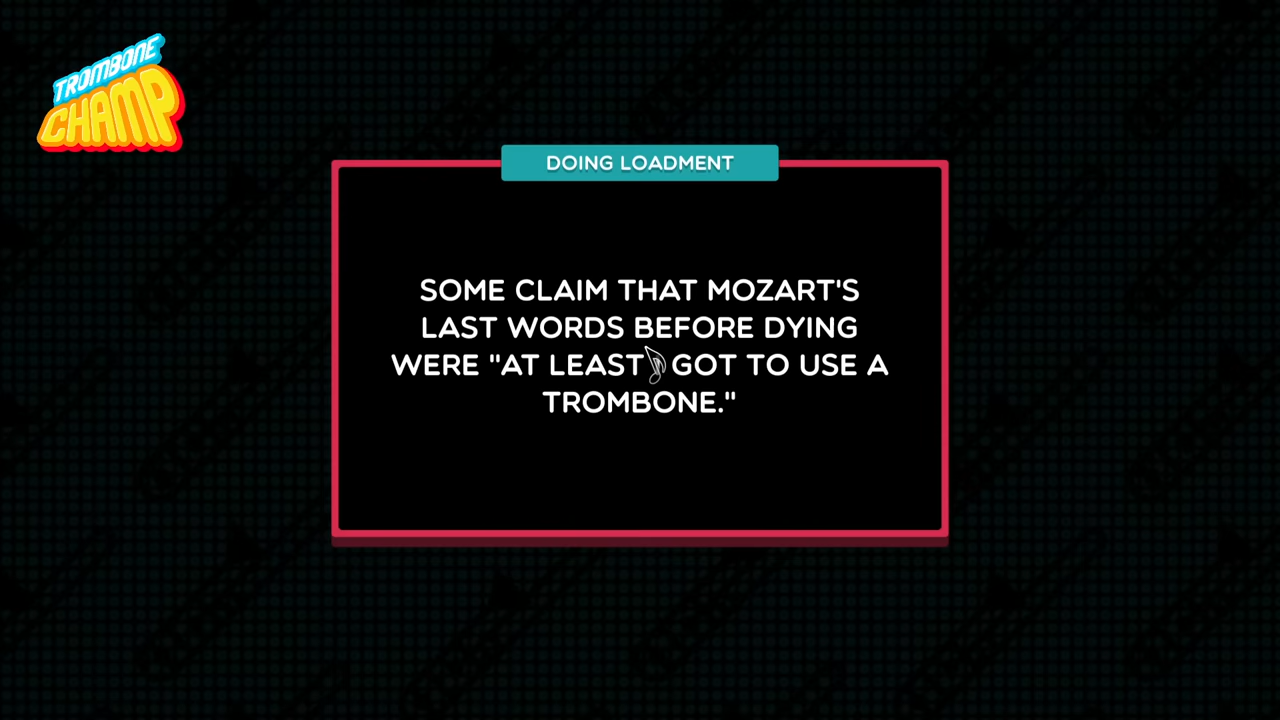 TROMBONE
CHAMP
DOING LOADMENT
SOME CLAIM THAT MOZART'S
LAST WORDS BEFORE DYING
WERE "AT LEAST GOT TO USE A
TROMBONE."